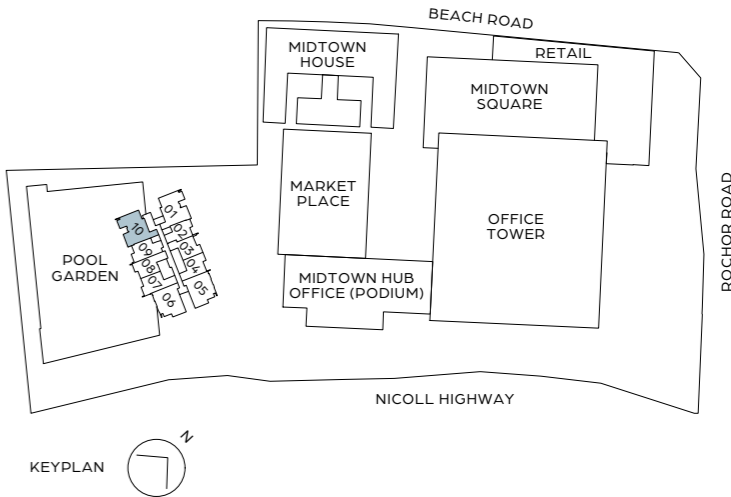 BEACH ROAD
MIDTOWN
HOUSE
RETAIL
MIDTOWN
SQUARE
MARKET
PLACE
OFFICE
TOWER
ROCHOR ROAD
POOL
GARDEN
10
09
08
07
06
01
02
03
04
05
MIDTOWN HUB
OFFICE (PODIUM)
NICOLL HIGHWAY
KEYPLAN
N